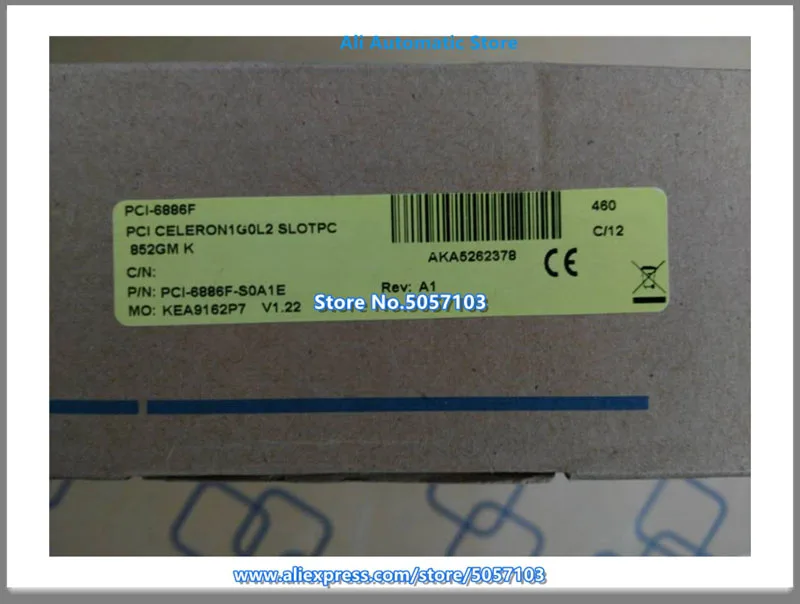 All Automatic Store
PCI-6886F
PCI CELERON1G0L2 SLOTPC
852GM K
C/N:
P/N: PCI-6886F-S0A1E
MO: KEA9162P7 V1.22
AKA5262378
Rev: A1
460
C/12
CE
Store No.5057103
www.aliexpress.com/store/5057103